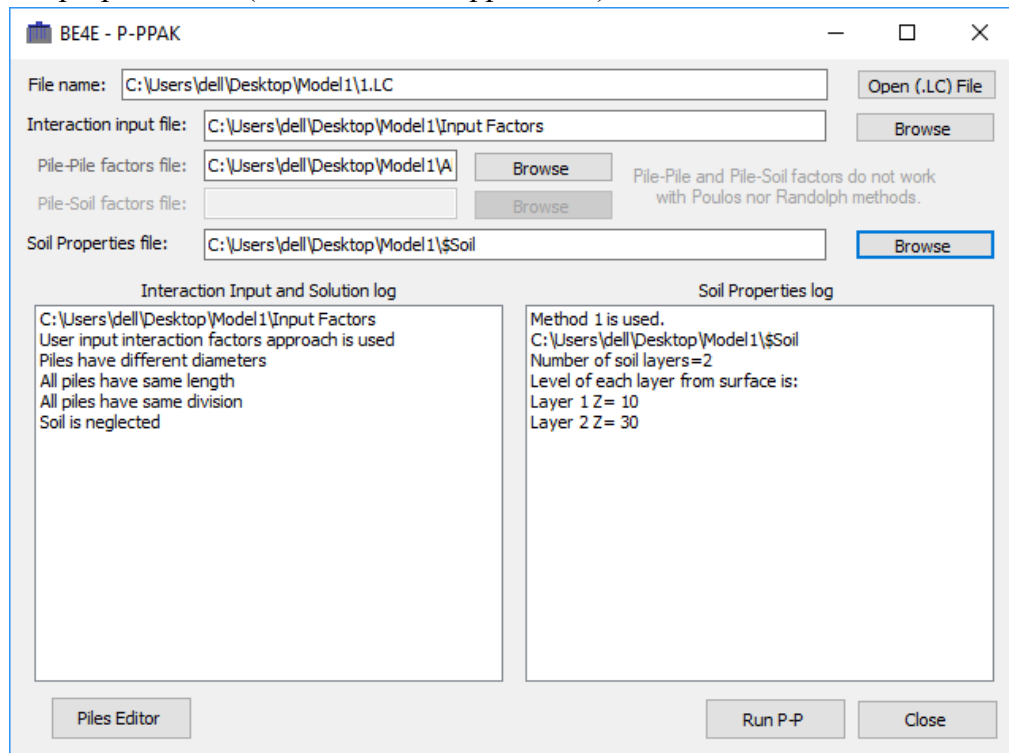 BE4E - P-PPAK
File name: C:\Users\dell\Desktop\Model1\1.LC Open (.LC) File
Interaction input file: C:\Users\dell\Desktop\Model1\Input Factors Browse
Pile-Pile factors file: C:\Users\dell\Desktop\Model1\A Browse
Pile-Pile and Pile-Soil factors do not work
with Poulos nor Randolph methods.
Pile-Soil factors file: Browse
Soil Properties file: C:\Users\dell\Desktop\Model1\$Soil Browse
Interaction Input and Solution log
C:\Users\dell\Desktop\Model1\Input Factors
User input interaction factors approach is used
Piles have different diameters
All piles have same length
All piles have same division
Soil is neglected
Soil Properties log
Method 1 is used.
C:\Users\dell\Desktop\Model1\$Soil
Number of soil layers=2
Level of each layer from surface is:
Layer 1 Z= 10
Layer 2 Z= 30
Piles Editor Run P-P Close